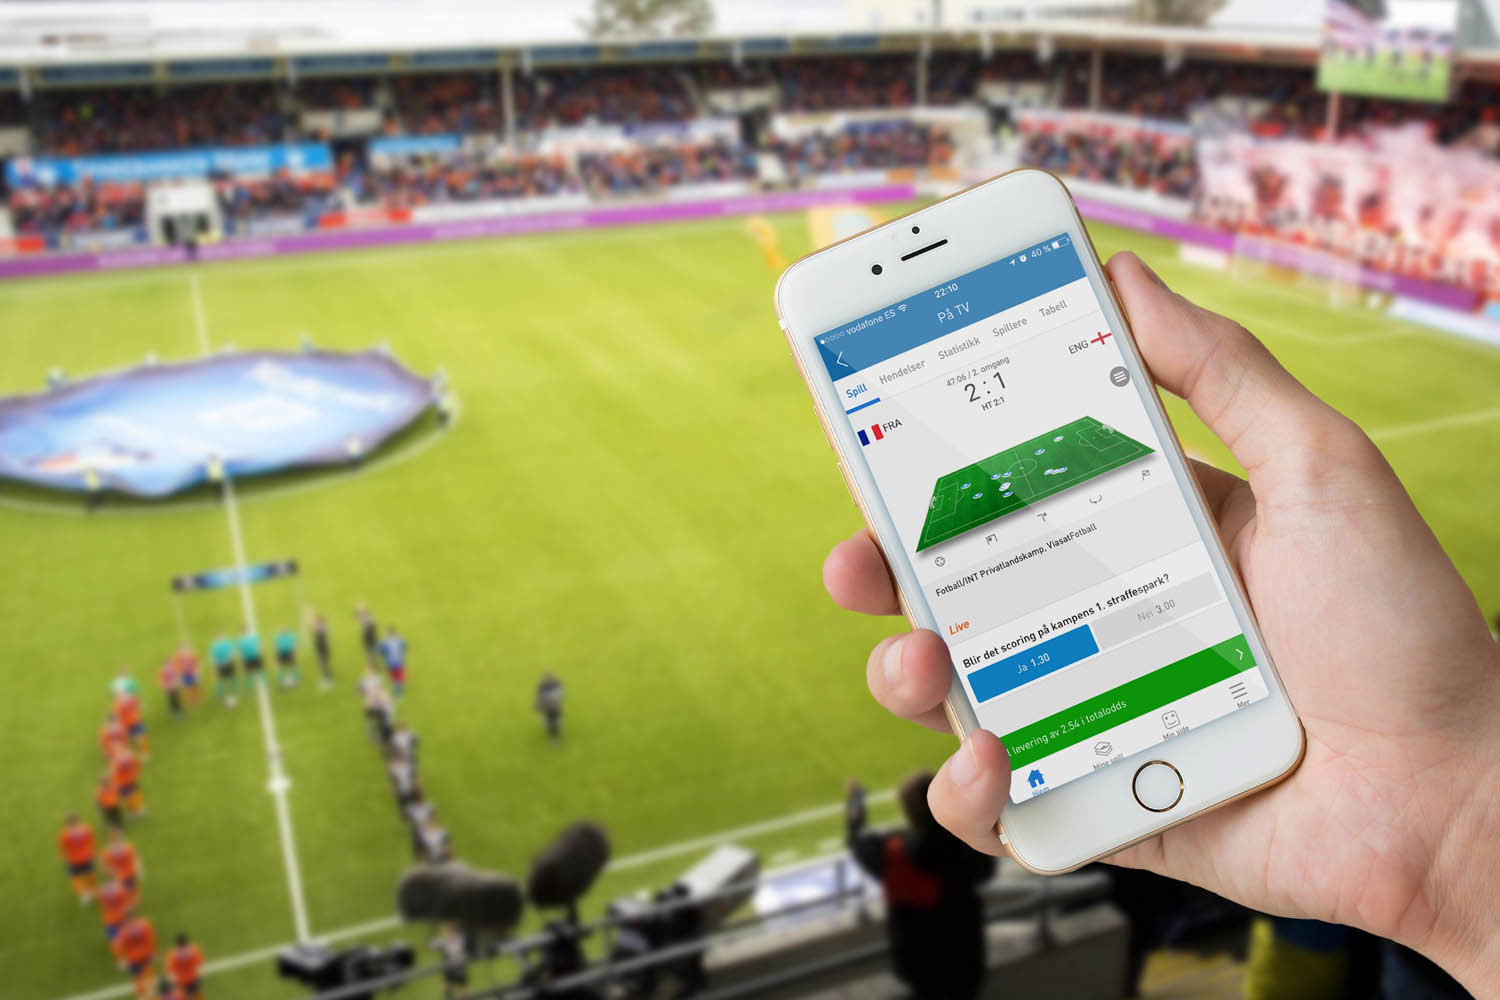 vodafone ES
22:10
40 %
På TV
Spill
Hendelser
Statistikk
Spillere
Tabell
47:06 / 2. omgang
2 : 1
HT 2:1
FRA
ENG
Fotball/INT Privatlandskamp, ViasatFotball
Live
Blir det scoring på kampens 1. straffespark?
Ja 1.30
Nei 3.00
levering av 2.54 i totalodds
Hjem
Mine spill
Min side
Mer